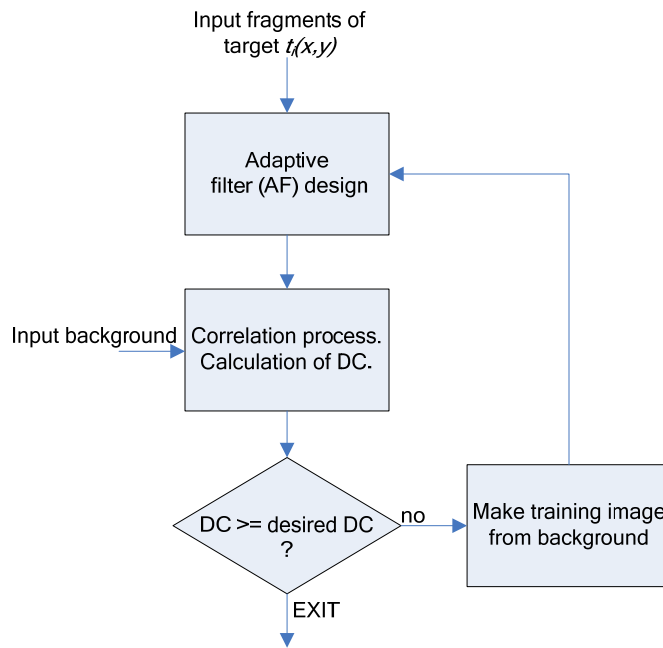 Input fragments of
target tᵢ(x,y)
Adaptive
filter (AF) design
Input background
Correlation process.
Calculation of DC.
DC >= desired DC
?
no
Make training image
from background
EXIT